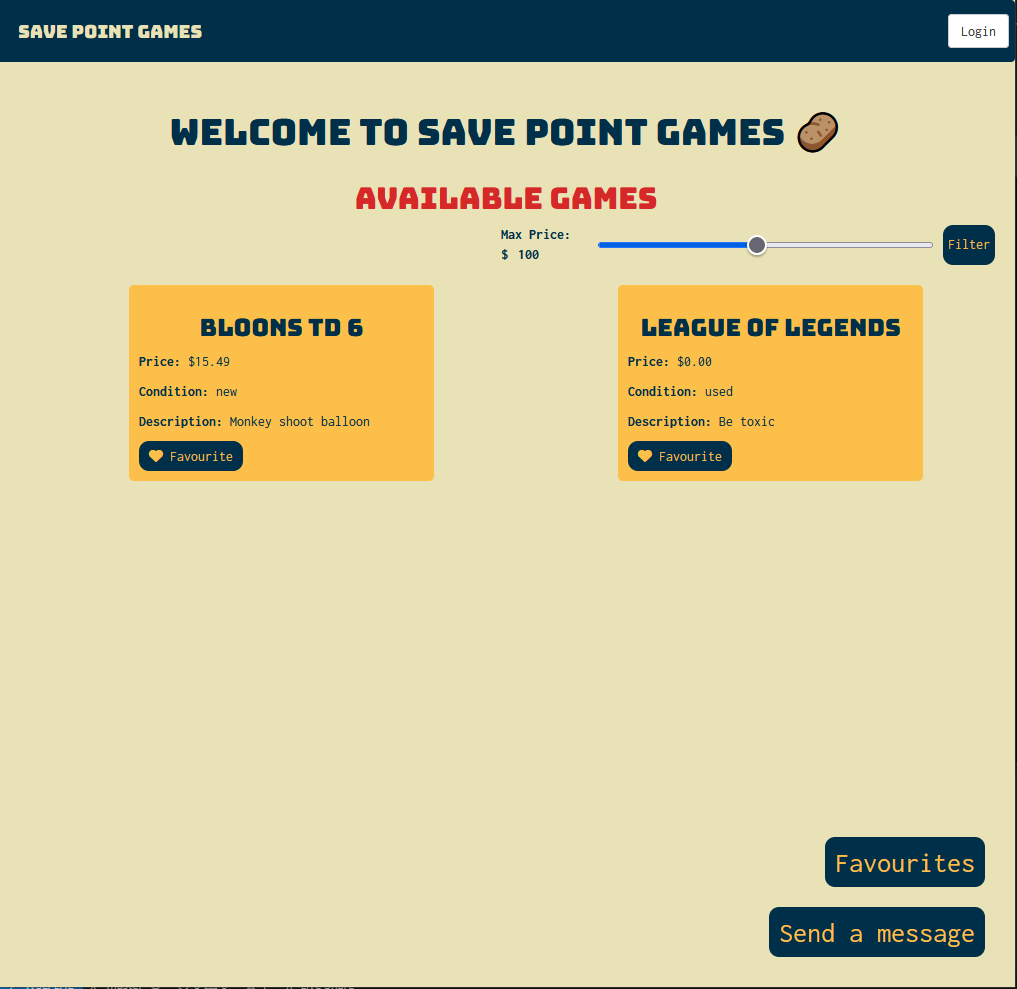 SAVE POINT GAMES
Login
WELCOME TO SAVE POINT GAMES
AVAILABLE GAMES
Max Price:
$ 100
Filter
BLOONS TD 6
Price: $15.49
Condition: new
Description: Monkey shoot balloon
Favourite
LEAGUE OF LEGENDS
Price: $0.00
Condition: used
Description: Be toxic
Favourite
Favourites
Send a message